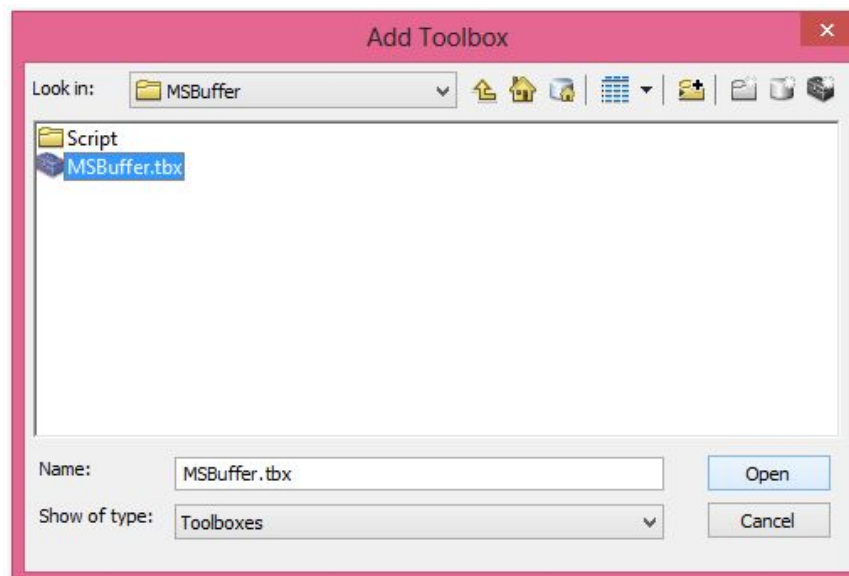 Add Toolbox
Look in: MSBuffer
Script
MSBuffer.tbx
Name: MSBuffer.tbx Open
Show of type: Toolboxes Cancel